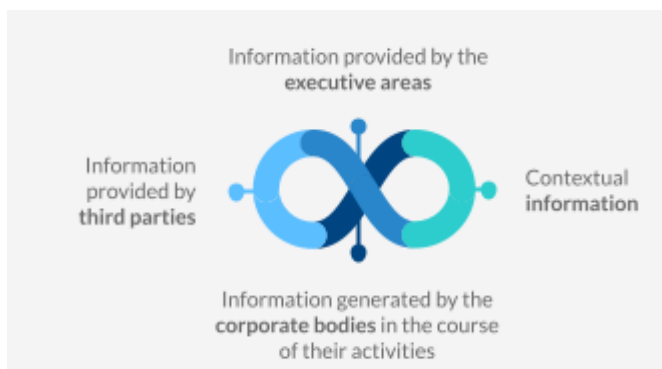 Information provided by the
executive areas
Information
provided by
third parties
Contextual
information
Information generated by the
corporate bodies in the course
of their activities